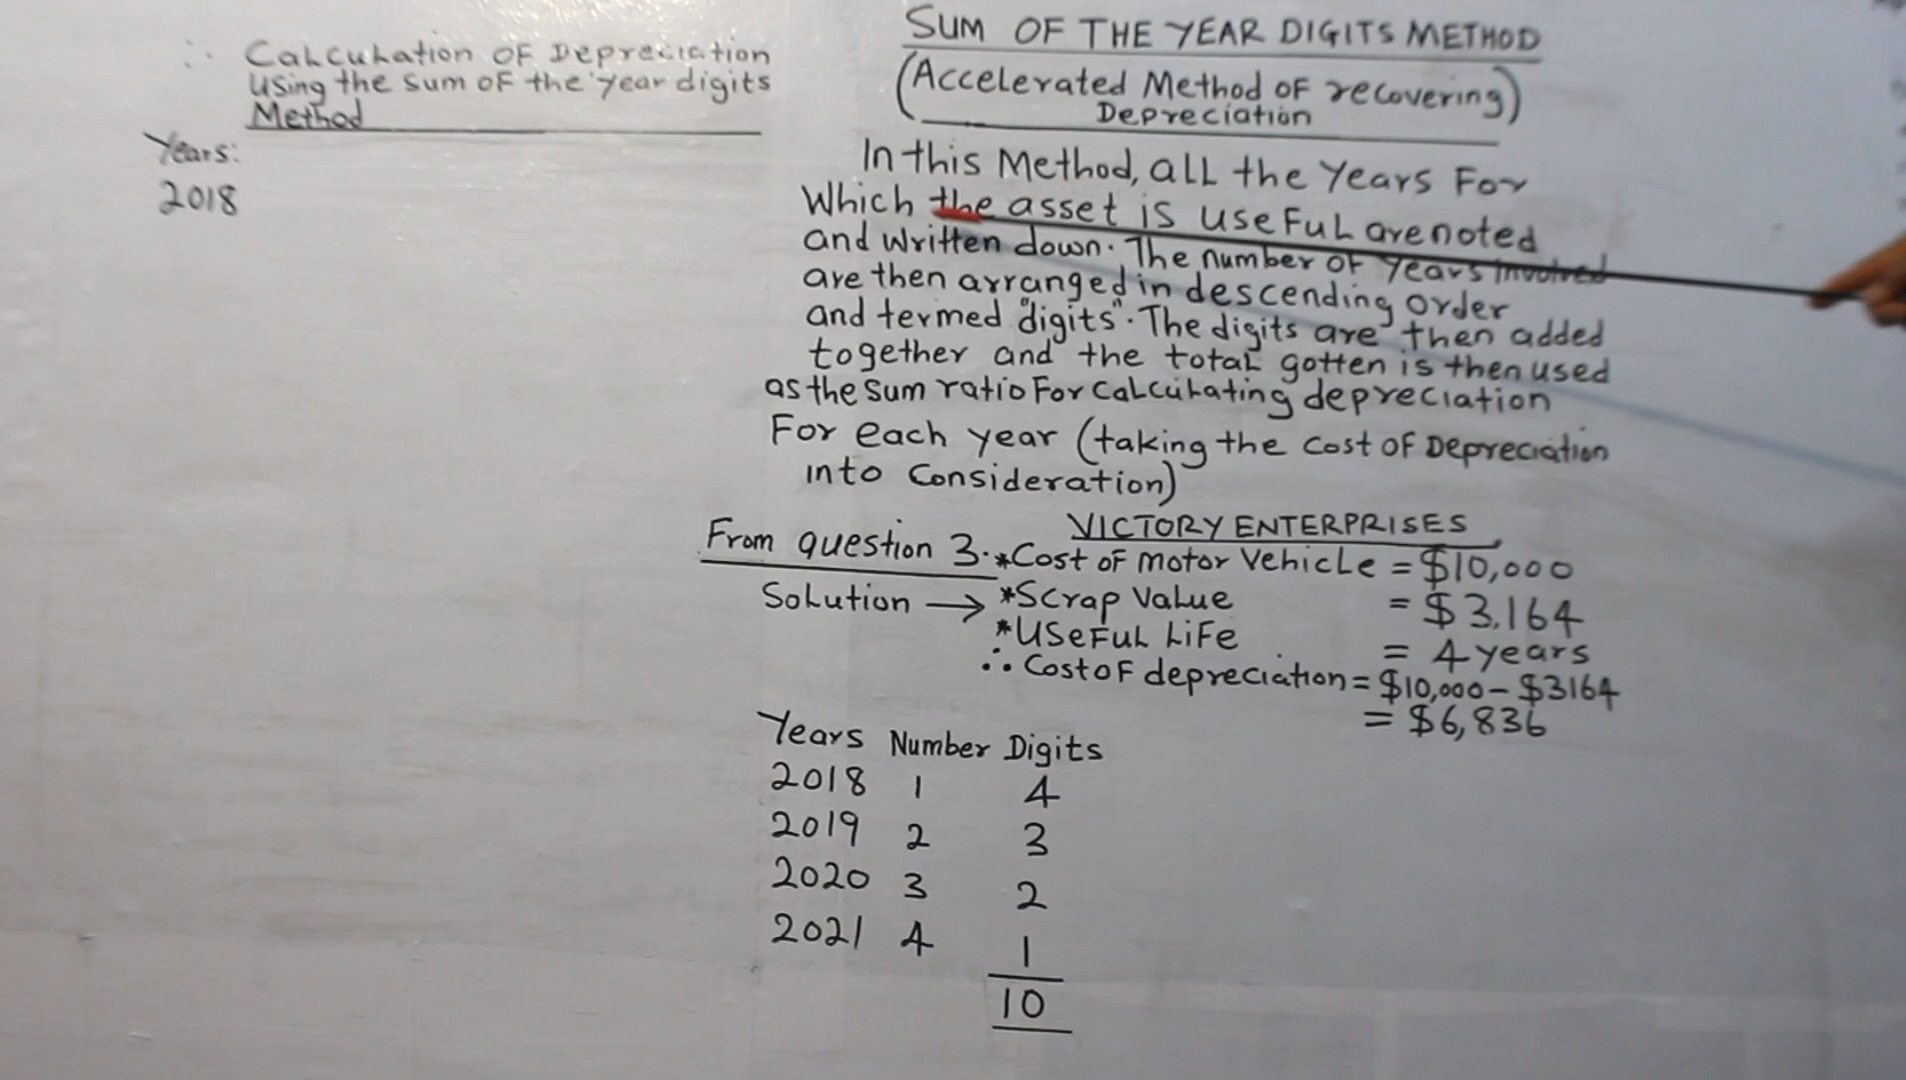 ∴ Calculation of Depreciation
Using the sum of the year digits
Method
Years:
2018
SUM OF THE YEAR DIGITS METHOD
(Accelerated Method of recovering)
Depreciation
In this Method, all the Years For
Which the asset is useful are noted
and written down. The number of years involved
are then arranged in descending order
and termed "digits". The digits are then added
together and the total gotten is then used
as the sum ratio for calculating depreciation
For each year (taking the cost of Depreciation
into consideration)
VICTORY ENTERPRISES
From question 3. *Cost of motor vehicle = $10,000
Solution → *Scrap Value = $3,164
*Useful Life = 4 years
∴ Cost of depreciation = $10,000 - $3164
= $6,836
Years Number Digits
2018 1 4
2019 2 3
2020 3 2
2021 4 1
10